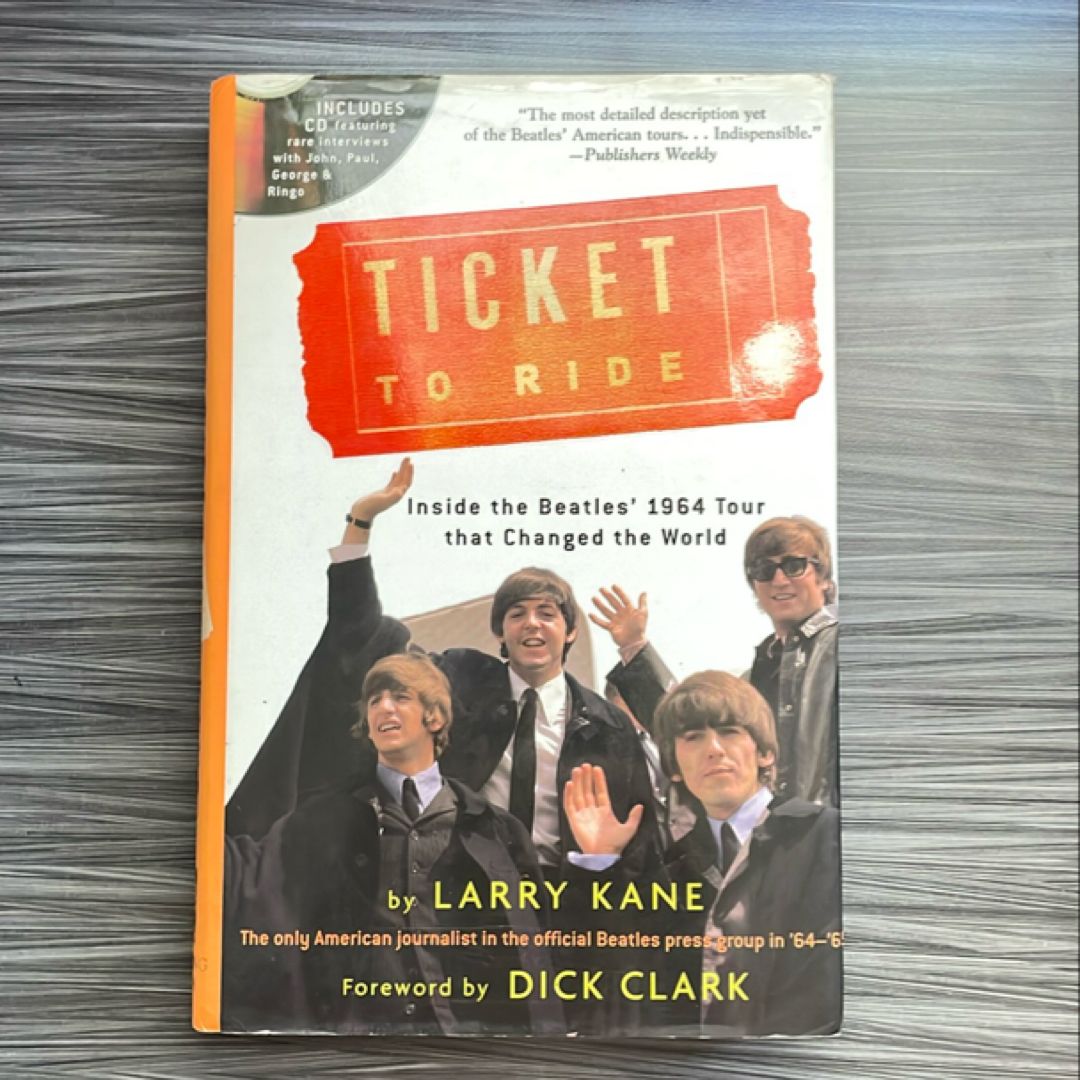 INCLUDES
CD featuring
rare interviews
with John, Paul,
George &
Ringo
“The most detailed description yet
of the Beatles’ American tours. . . Indispensible.”
—Publishers Weekly
TICKET
TO RIDE
Inside the Beatles’ 1964 Tour
that Changed the World
by LARRY KANE
The only American journalist in the official Beatles press group in ’64–’6
Foreword by DICK CLARK